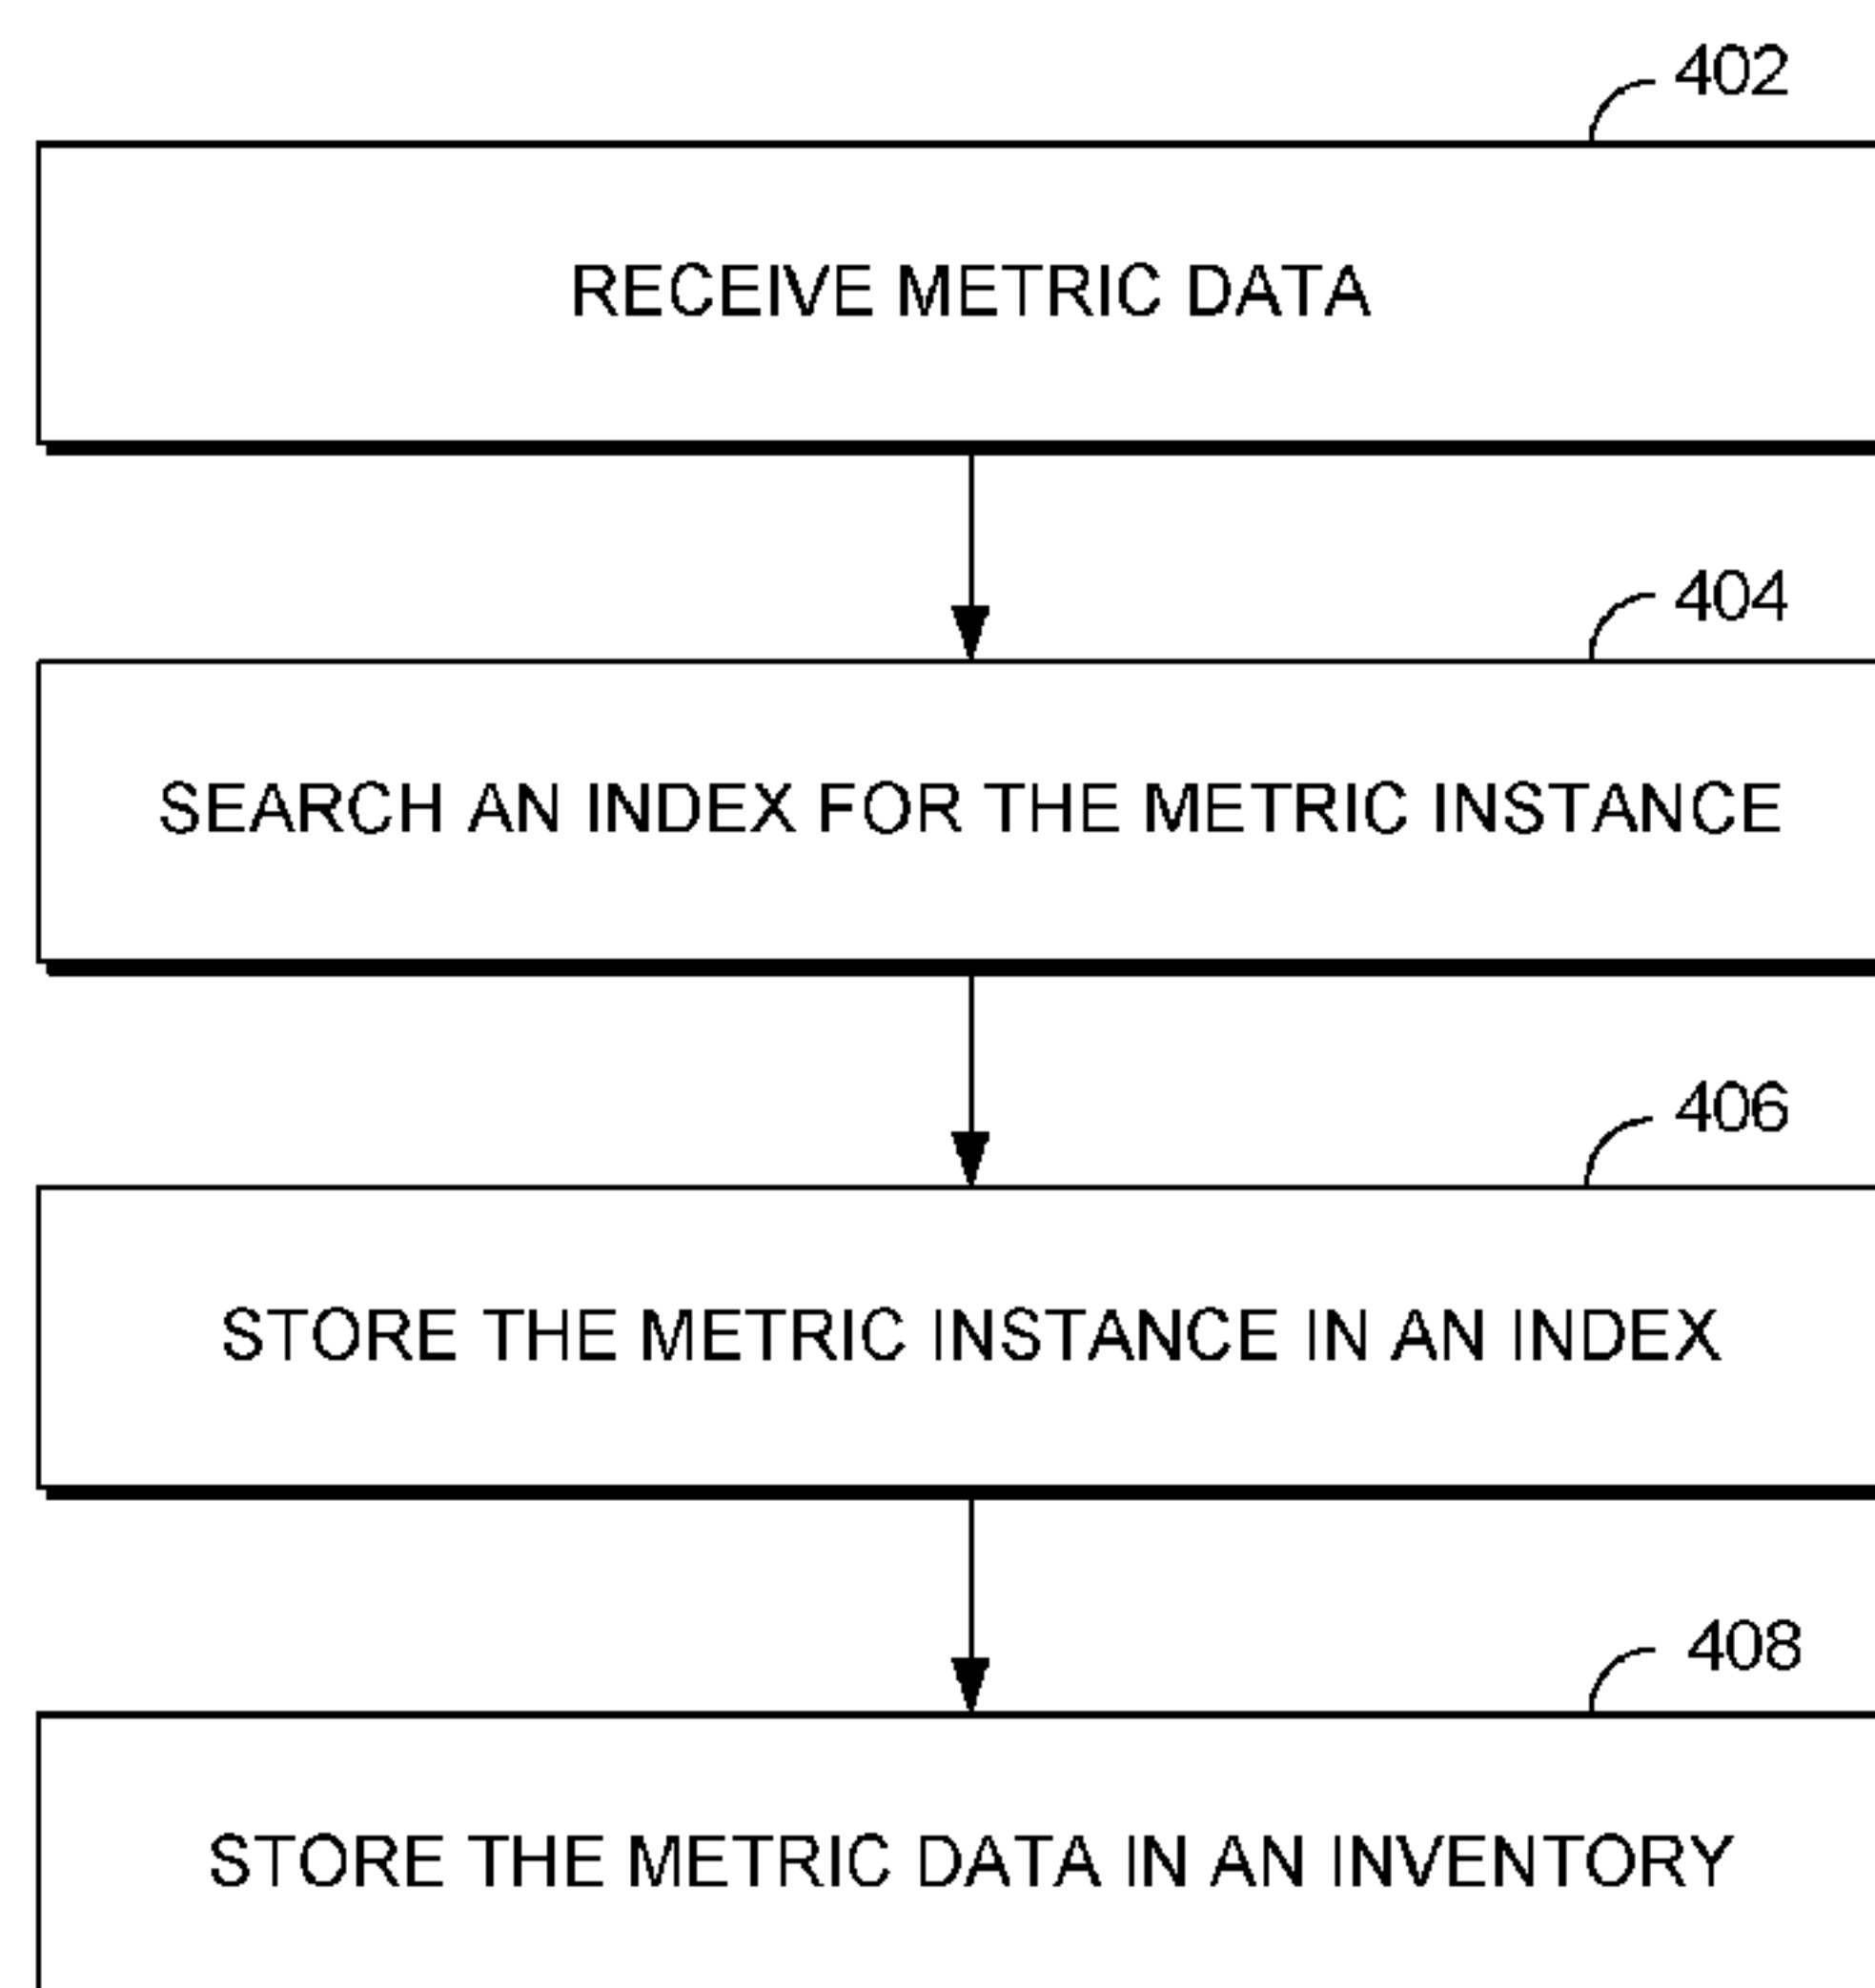 402
RECEIVE METRIC DATA
404
SEARCH AN INDEX FOR THE METRIC INSTANCE
406
STORE THE METRIC INSTANCE IN AN INDEX
408
STORE THE METRIC DATA IN AN INVENTORY